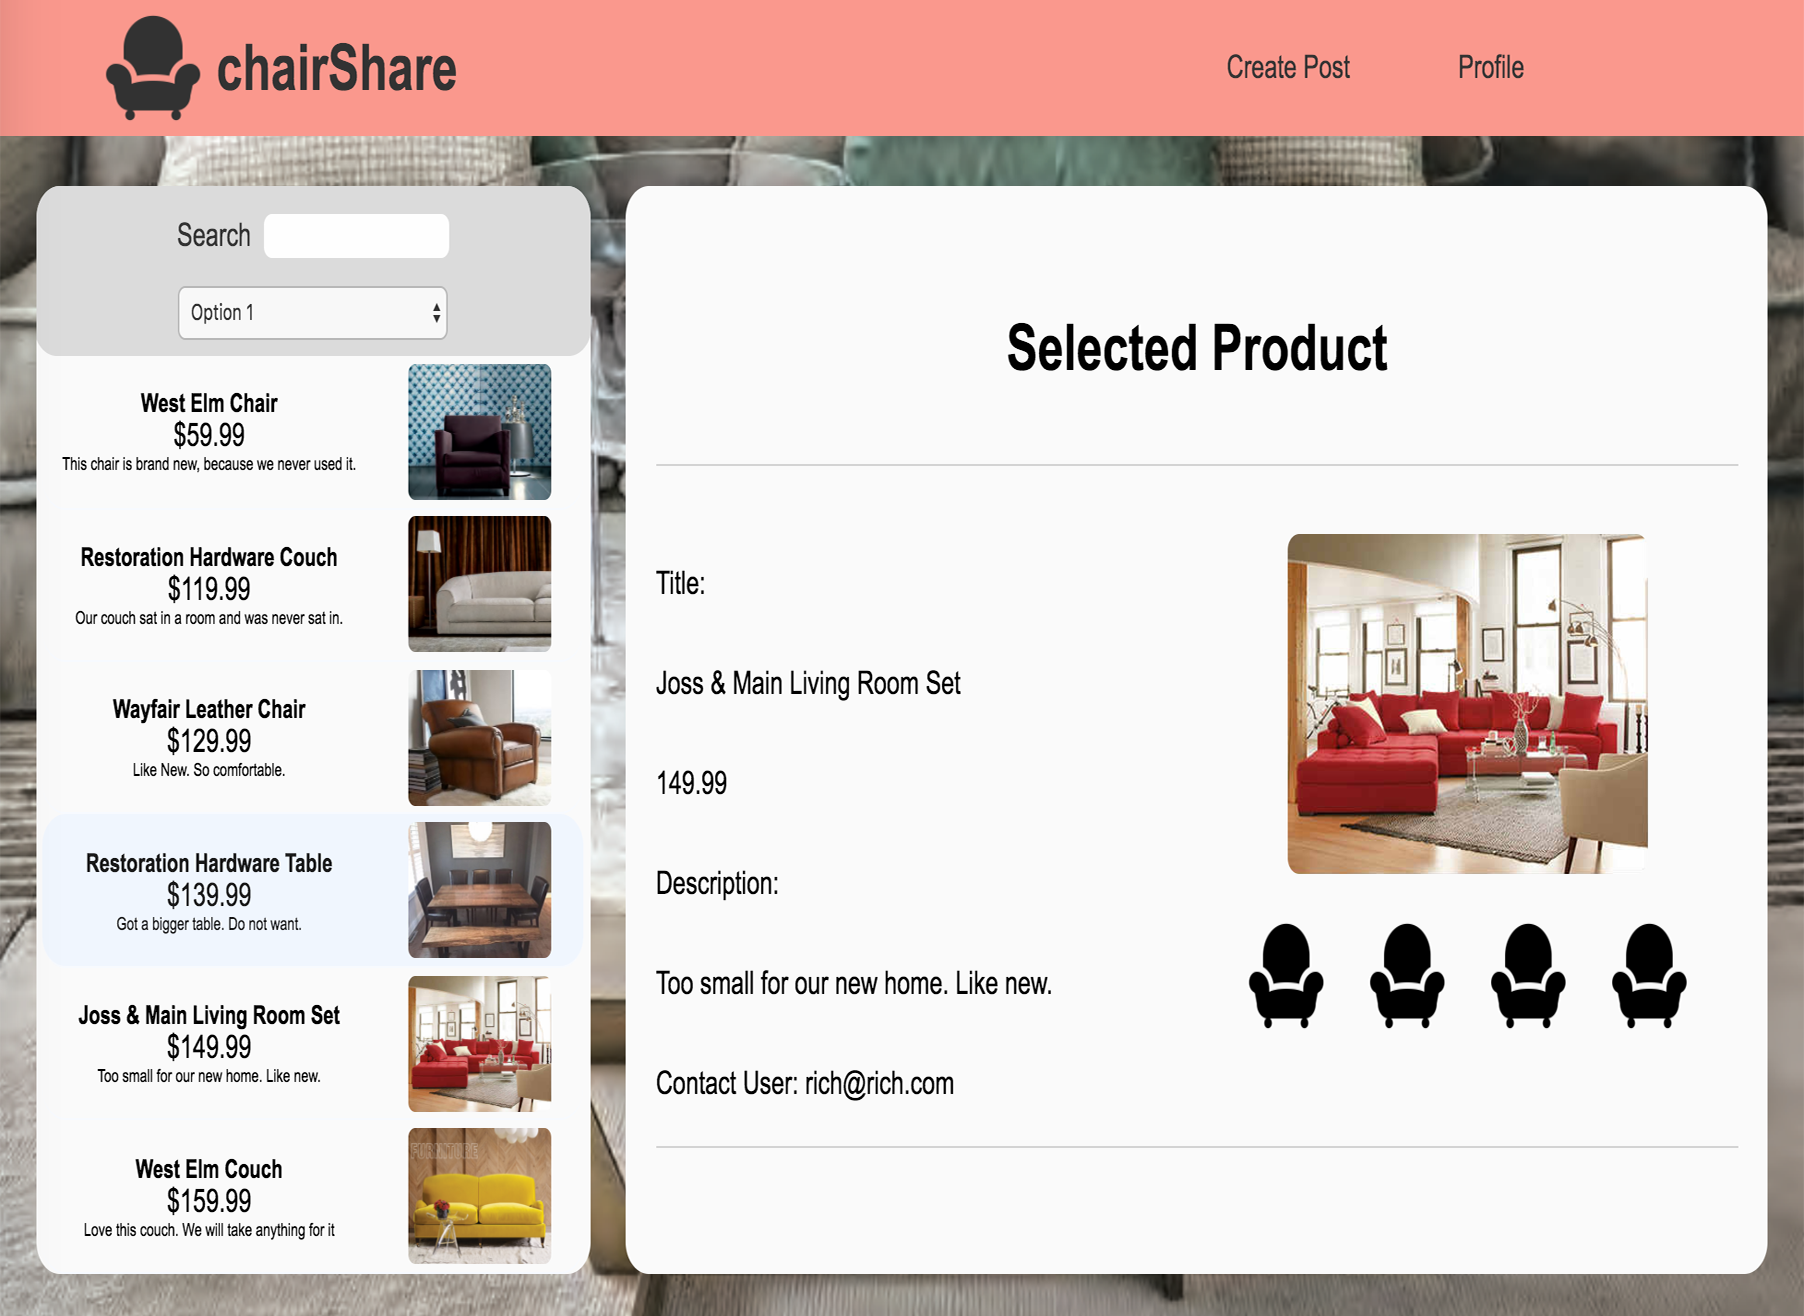 chairShare
Create Post
Profile
Search
Option 1
West Elm Chair
$59.99
This chair is brand new, because we never used it.
Restoration Hardware Couch
$119.99
Our couch sat in a room and was never sat in.
Wayfair Leather Chair
$129.99
Like New. So comfortable.
Restoration Hardware Table
$139.99
Got a bigger table. Do not want.
Joss & Main Living Room Set
$149.99
Too small for our new home. Like new.
West Elm Couch
$159.99
Love this couch. We will take anything for it
FURNITURE
Selected Product
Title:
Joss & Main Living Room Set
149.99
Description:
Too small for our new home. Like new.
Contact User: rich@rich.com